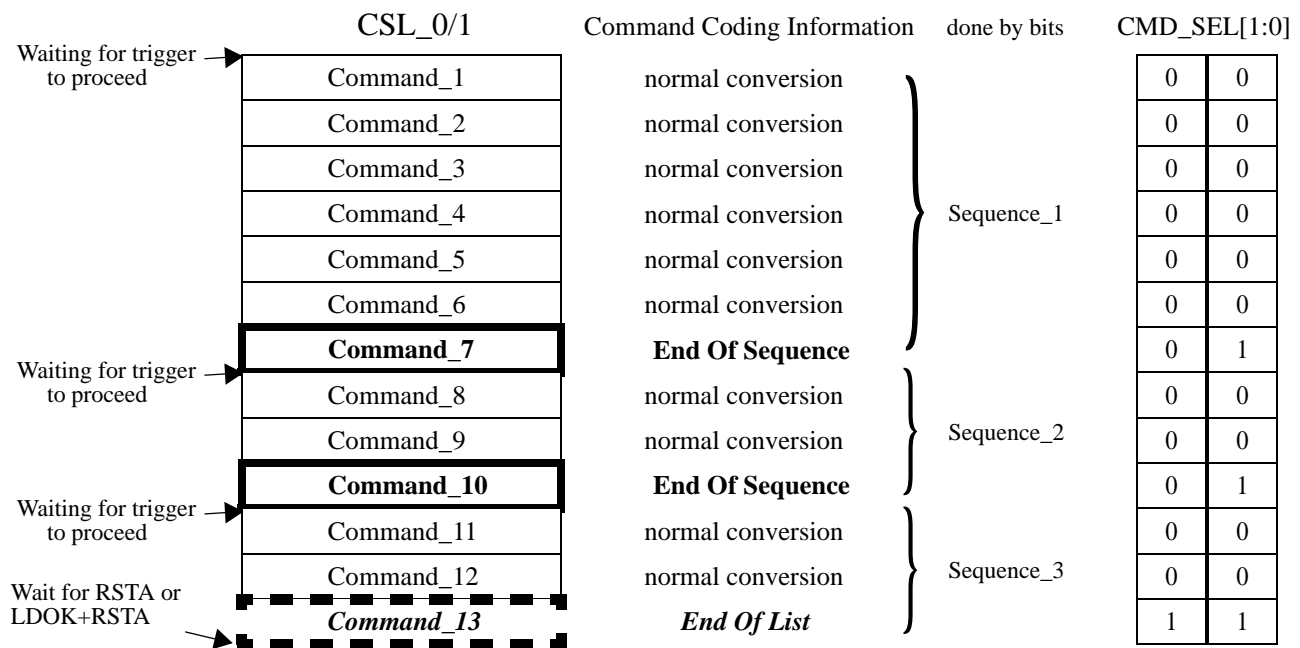 CSL_0/1 Command Coding Information done by bits CMD_SEL[1:0]
Waiting for trigger
to proceed
Command_1 normal conversion 0 0
Command_2 normal conversion 0 0
Command_3 normal conversion 0 0
Command_4 normal conversion Sequence_1 0 0
Command_5 normal conversion 0 0
Command_6 normal conversion 0 0
Command_7 End Of Sequence 0 1
Waiting for trigger
to proceed
Command_8 normal conversion 0 0
Command_9 normal conversion Sequence_2 0 0
Command_10 End Of Sequence 0 1
Waiting for trigger
to proceed
Command_11 normal conversion 0 0
Command_12 normal conversion Sequence_3 0 0
Wait for RSTA or
LDOK+RSTA
Command_13 End Of List 1 1